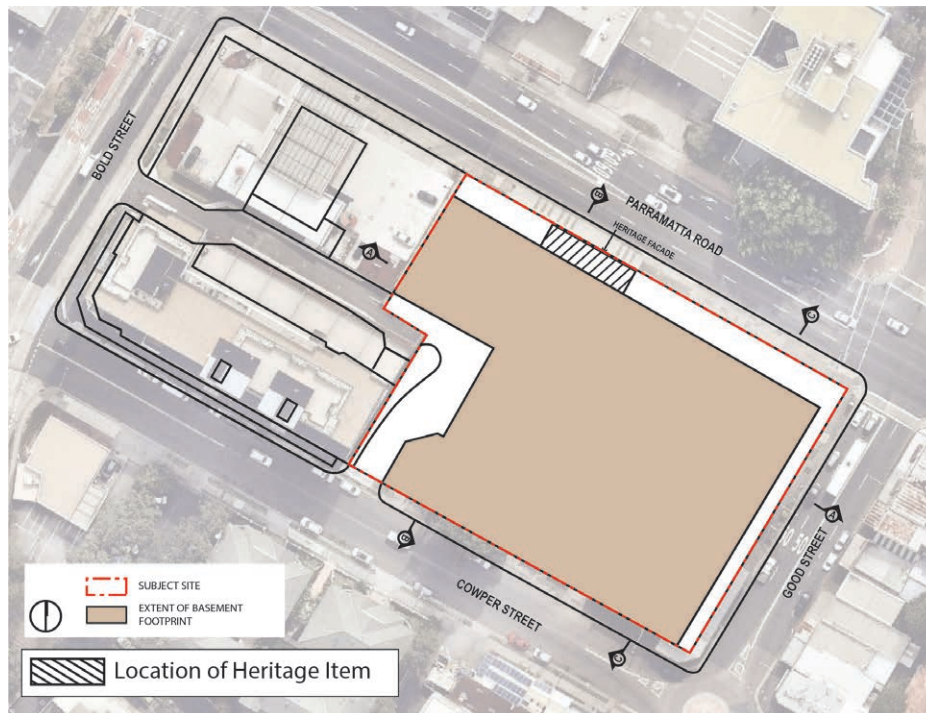 BOLD STREET
PARRAMATTA ROAD
HERITAGE FACADE
B
A
C
A
B
C
GOOD STREET
COWPER STREET
SUBJECT SITE
EXTENT OF BASEMENT
FOOTPRINT
Location of Heritage Item